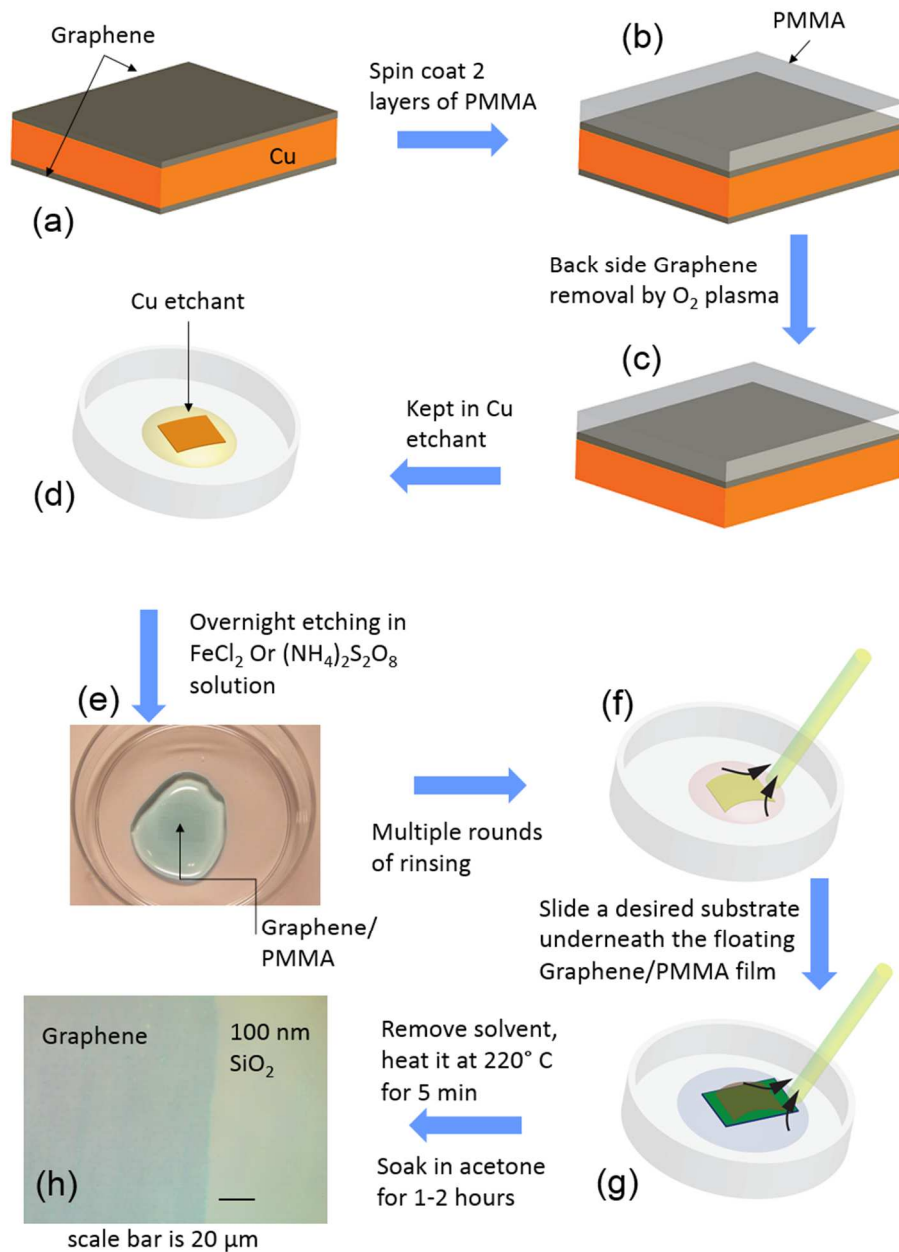 Graphene
Cu
(a)
Spin coat 2
layers of PMMA
(b)
PMMA
Back side Graphene
removal by O₂ plasma
(c)
Kept in Cu
etchant
Cu etchant
(d)
Overnight etching in
FeCl₂ Or (NH₄)₂S₂O₈
solution
(e)
Graphene/
PMMA
Multiple rounds
of rinsing
(f)
Slide a desired substrate
underneath the floating
Graphene/PMMA film
(g)
Remove solvent,
heat it at 220° C
for 5 min
Soak in acetone
for 1-2 hours
Graphene
100 nm
SiO₂
(h)
scale bar is 20 μm